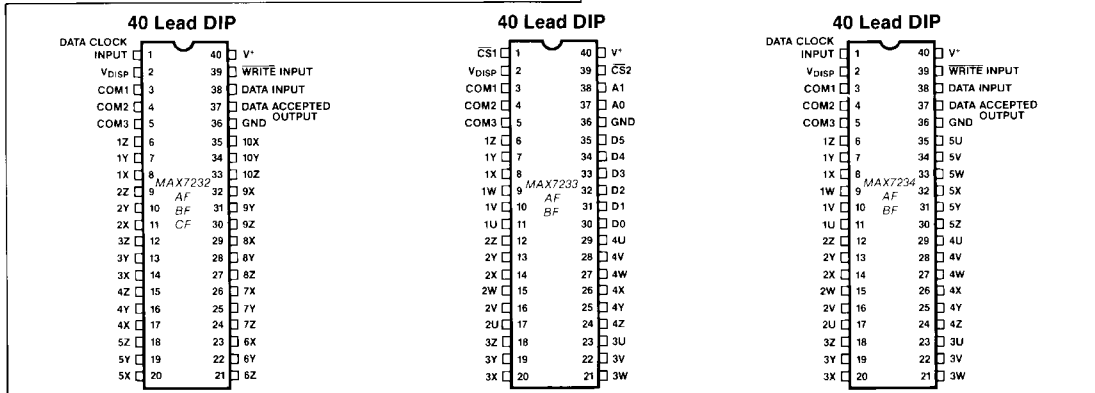 40 Lead DIP
DATA CLOCK
INPUT 1 40 V⁺
V_DISP 2 39 W̅R̅I̅T̅E̅ INPUT
COM1 3 38 DATA INPUT
COM2 4 37 DATA ACCEPTED
OUTPUT
COM3 5 36 GND
1Z 6 35 10X
1Y 7 34 10Y
1X 8 33 10Z
MAX7232
2Z 9 32 9X
AF
2Y 10 31 9Y
BF
2X 11 30 9Z
CF
3Z 12 29 8X
3Y 13 28 8Y
3X 14 27 8Z
4Z 15 26 7X
4Y 16 25 7Y
4X 17 24 7Z
5Z 18 23 6X
5Y 19 22 6Y
5X 20 21 6Z
40 Lead DIP
C̅S̅1 1 40 V⁺
V_DISP 2 39 C̅S̅2
COM1 3 38 A1
COM2 4 37 A0
COM3 5 36 GND
1Z 6 35 D5
1Y 7 34 D4
1X 8 33 D3
MAX7233
1W 9 32 D2
AF
1V 10 31 D1
BF
1U 11 30 D0
2Z 12 29 4U
2Y 13 28 4V
2X 14 27 4W
2W 15 26 4X
2V 16 25 4Y
2U 17 24 4Z
3Z 18 23 3U
3Y 19 22 3V
3X 20 21 3W
40 Lead DIP
DATA CLOCK
INPUT 1 40 V⁺
V_DISP 2 39 W̅R̅I̅T̅E̅ INPUT
COM1 3 38 DATA INPUT
COM2 4 37 DATA ACCEPTED
OUTPUT
COM3 5 36 GND
1Z 6 35 5U
1Y 7 34 5V
1X 8 33 5W
MAX7234
1W 9 32 5X
AF
1V 10 31 5Y
BF
1U 11 30 5Z
2Z 12 29 4U
2Y 13 28 4V
2X 14 27 4W
2W 15 26 4X
2V 16 25 4Y
2U 17 24 4Z
3Z 18 23 3U
3Y 19 22 3V
3X 20 21 3W